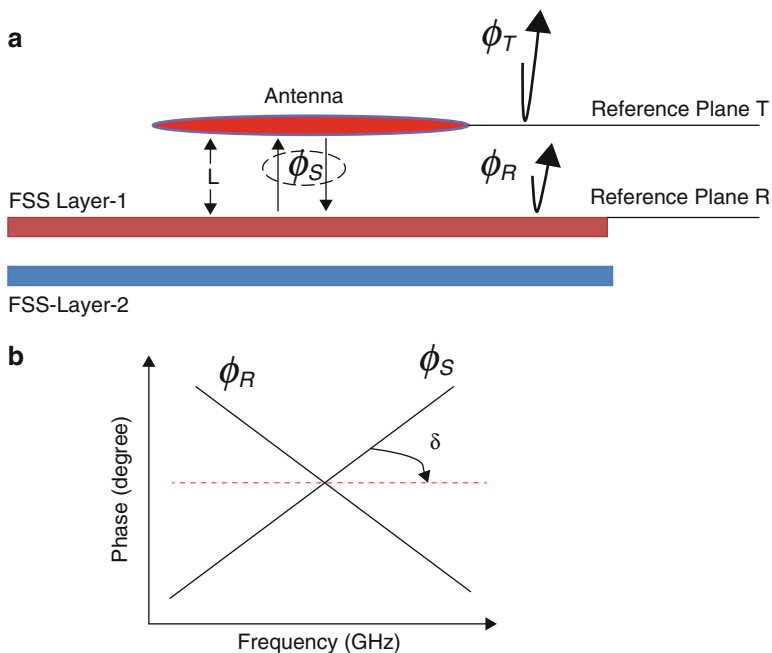 a
ϕT
Antenna
Reference Plane T
L
ϕS
ϕR
FSS Layer-1
Reference Plane R
FSS-Layer-2
b
ϕR
ϕS
δ
Phase (degree)
Frequency (GHz)